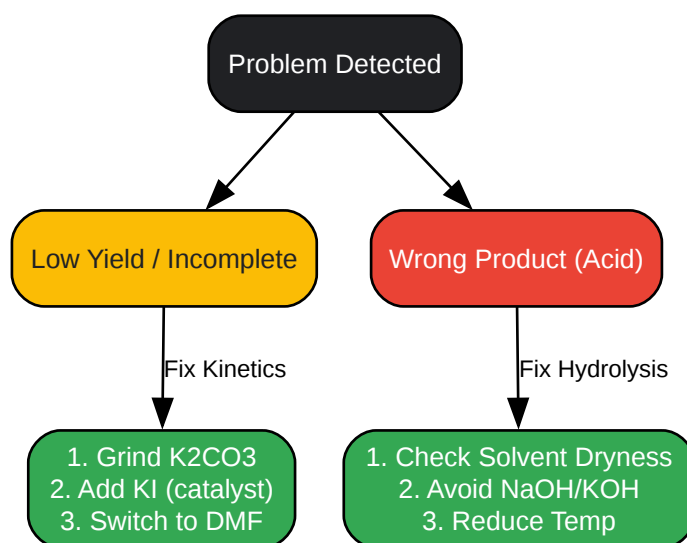 Problem Detected
Low Yield / Incomplete
Wrong Product (Acid)
Fix Kinetics
Fix Hydrolysis
1. Grind K2CO3
2. Add KI (catalyst)
3. Switch to DMF
1. Check Solvent Dryness
2. Avoid NaOH/KOH
3. Reduce Temp